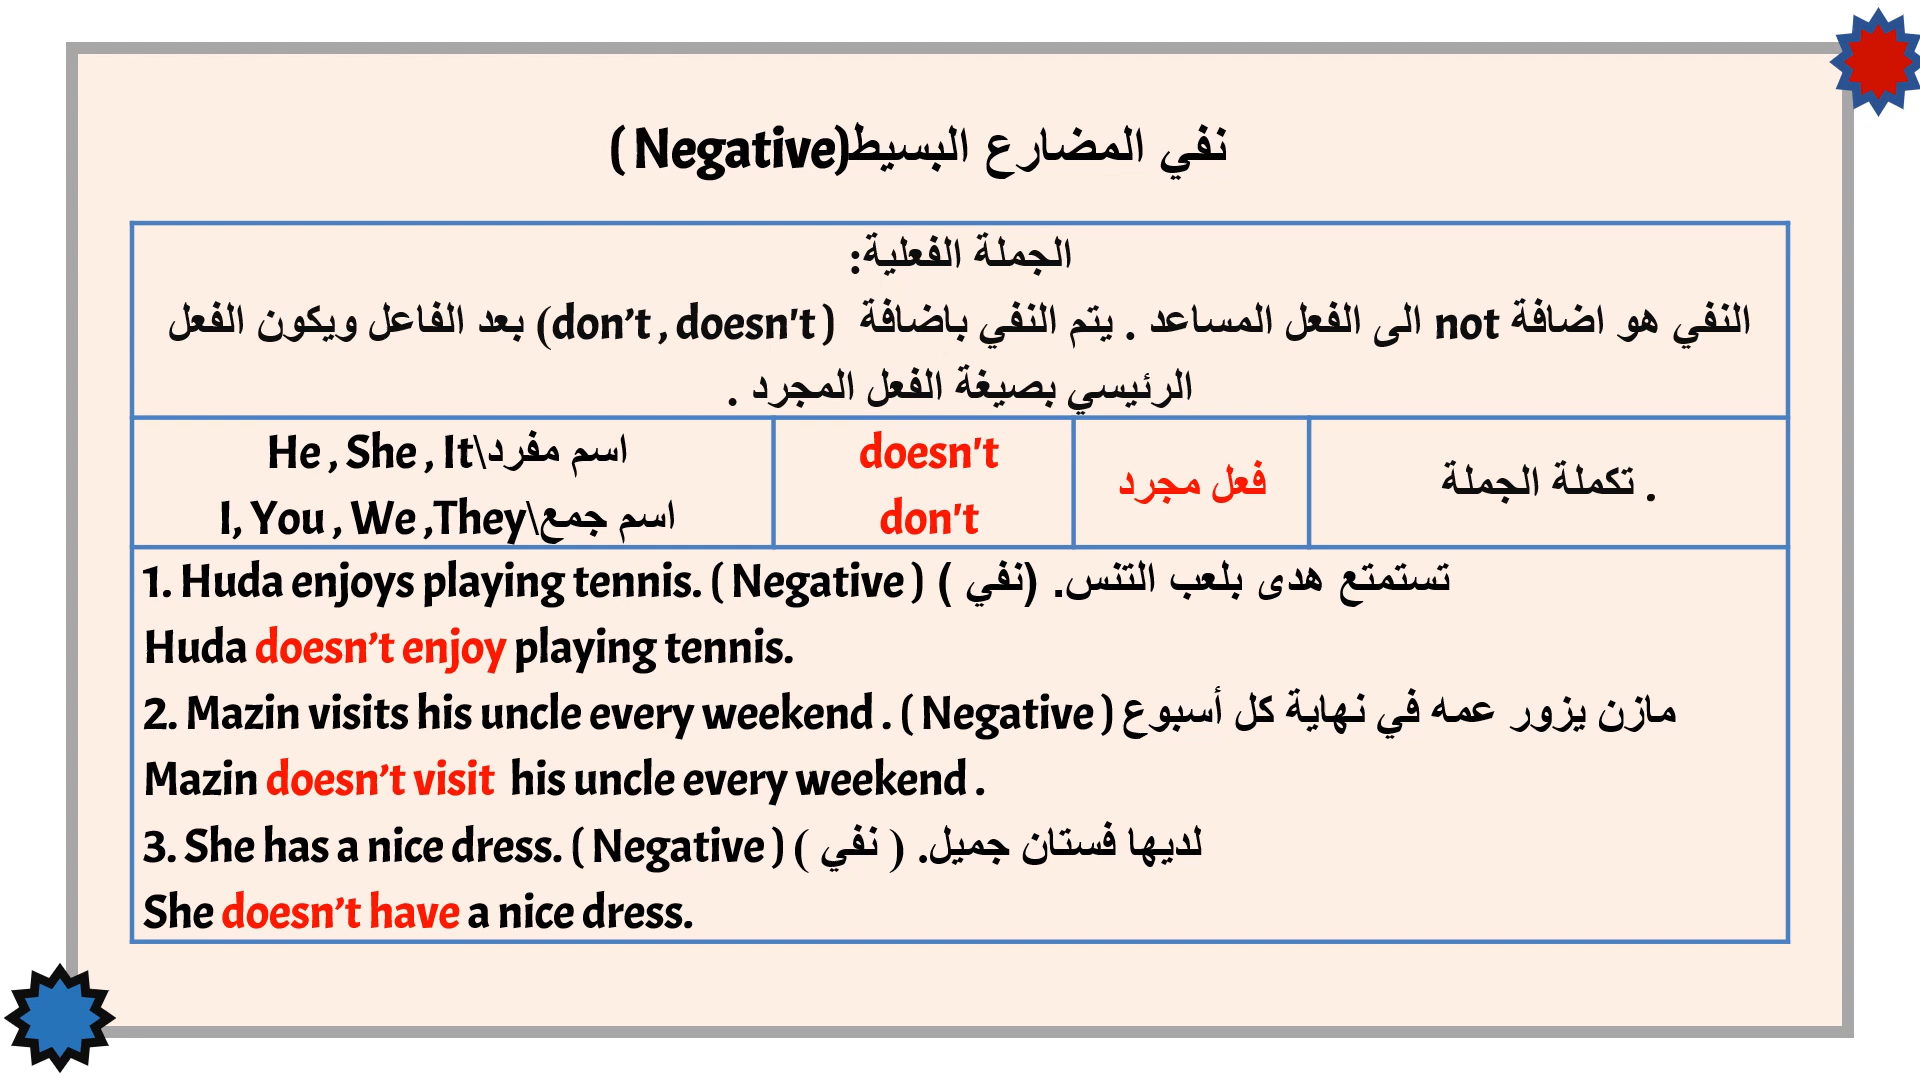 نفي المضارع البسيط(Negative )
الجملة الفعلية:
النفي هو اضافة not الى الفعل المساعد . يتم النفي باضافة ( don’t , doesn't) بعد الفاعل ويكون الفعل
الرئيسي بصيغة الفعل المجرد .
He , She , It\اسم مفرد
I, You , We ,They\اسم جمع
doesn't
don't
فعل مجرد
تكملة الجملة .
1. Huda enjoys playing tennis. ( Negative ) ( نفي) تستمتع هدى بلعب التنس.
Huda doesn’t enjoy playing tennis.
2. Mazin visits his uncle every weekend . ( Negative ) مازن يزور عمه في نهاية كل أسبوع
Mazin doesn’t visit his uncle every weekend .
3. She has a nice dress. ( Negative ) ( نفي ) لديها فستان جميل.
She doesn’t have a nice dress.